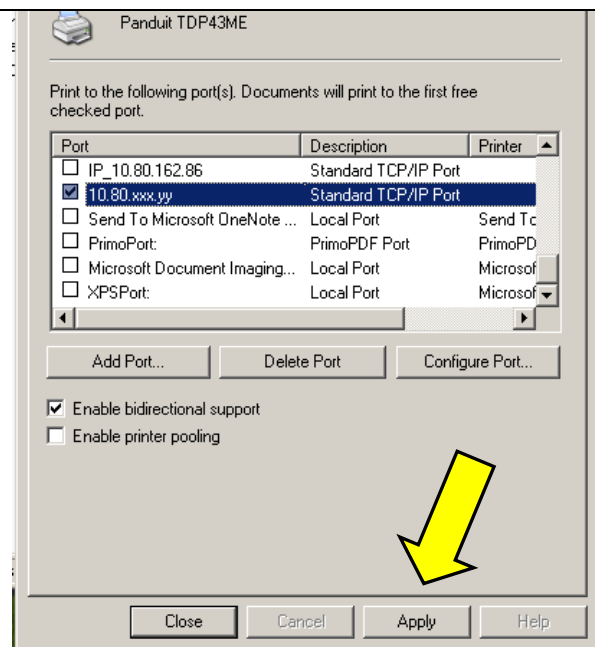 Panduit TDP43ME
Print to the following port(s). Documents will print to the first free
checked port.
Port Description Printer
IP_10.80.162.86 Standard TCP/IP Port
10.80.xxx.yy Standard TCP/IP Port
Send To Microsoft OneNote ... Local Port Send To
PrimoPort: PrimoPDF Port PrimoPD
Microsoft Document Imaging... Local Port Microsof
XPSPort: Local Port Microsof
Add Port... Delete Port Configure Port...
Enable bidirectional support
Enable printer pooling
Close Cancel Apply Help